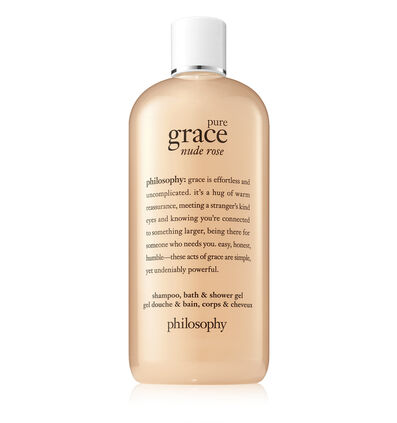 pure
grace
nude rose
philosophy: grace is effortless and
uncomplicated. it's a hug of warm
reassurance, meeting a stranger's kind
eyes and knowing you're connected
to something larger, being there for
someone who needs you. easy, honest,
humble—these acts of grace are simple,
yet undeniably powerful.
shampoo, bath & shower gel
gel douche & bain, corps & cheveux
philosophy